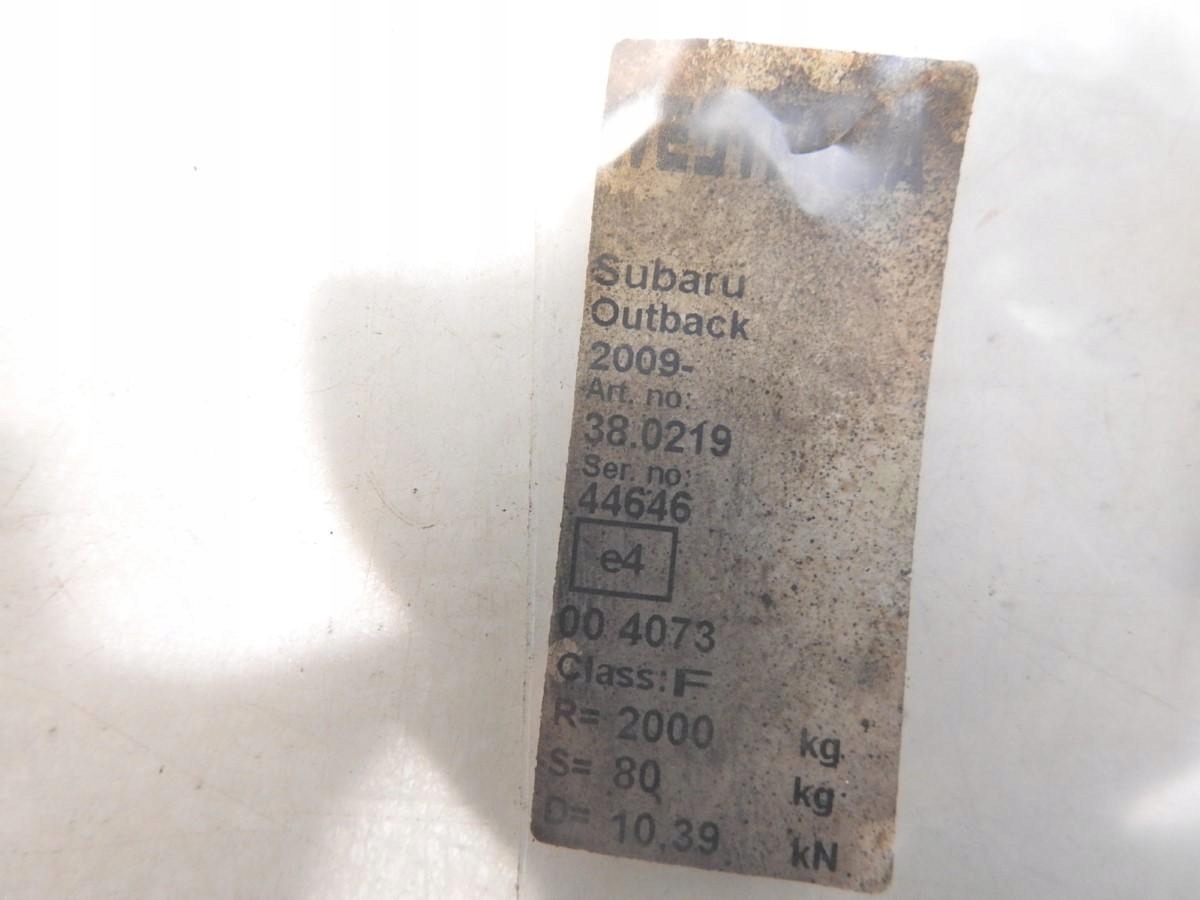 Subaru
Outback
2009-
Art. no:
38.0219
Ser. no:
44646
e4
00 4073
Class: F
R= 2000 kg
S= 80 kg
D= 10,39 kN